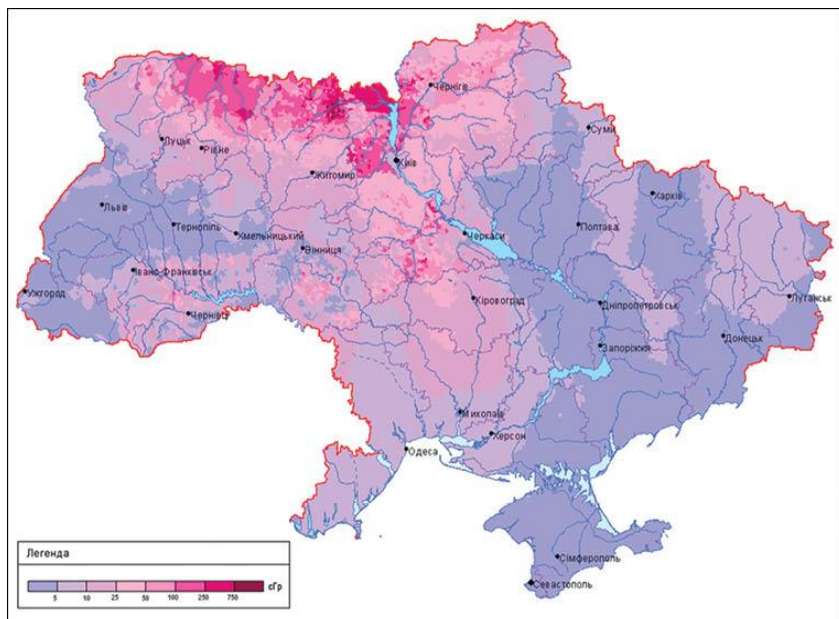 Чернігів
Суми
Луцьк
Рівне
Київ
Житомир
Харків
Львів
Тернопіль
Хмельницький
Черкаси
Полтава
Вінниця
Івано-Франківськ
Ужгород
Кіровоград
Луганськ
Дніпропетровськ
Чернівці
Донецьк
Запоріжжя
Миколаїв
Херсон
Одеса
Сімферополь
Севастополь
Легенда
5 10 25 50 100 250 750 сГр